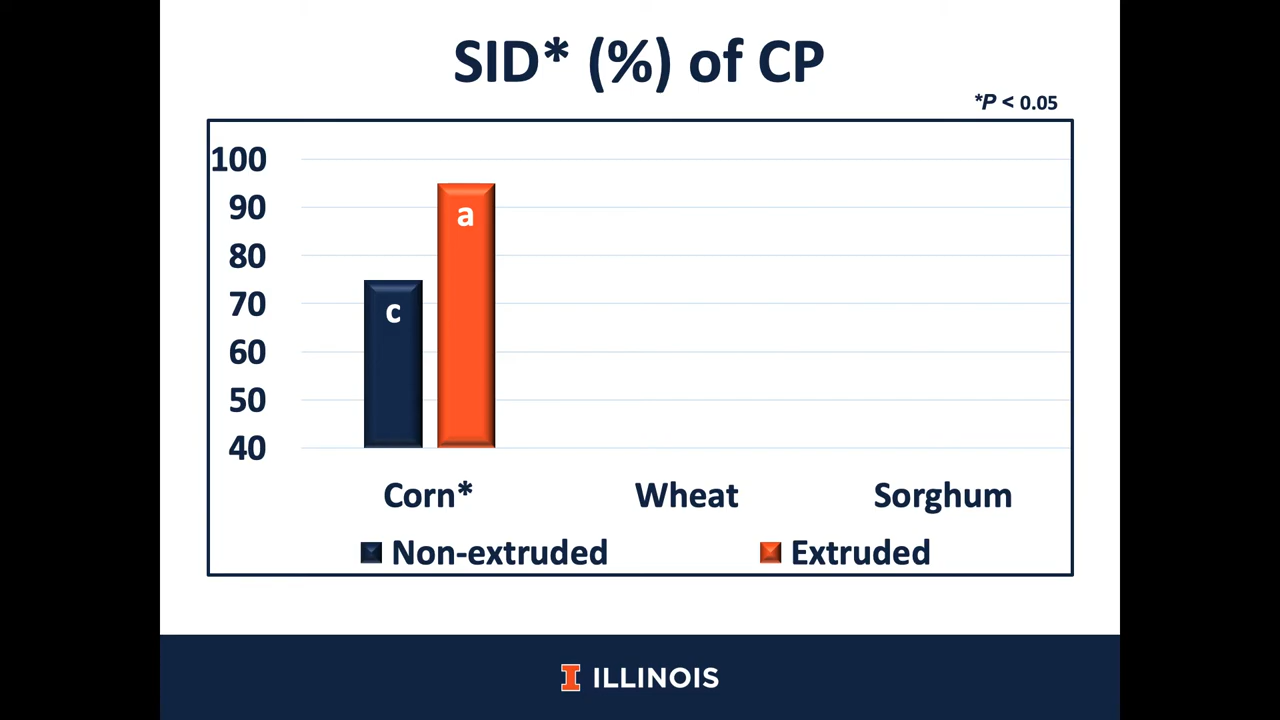 SID* (%) of CP
*P < 0.05
100
90
80
70
60
50
40
c
a
Corn*
Wheat
Sorghum
Non-extruded
Extruded
I ILLINOIS